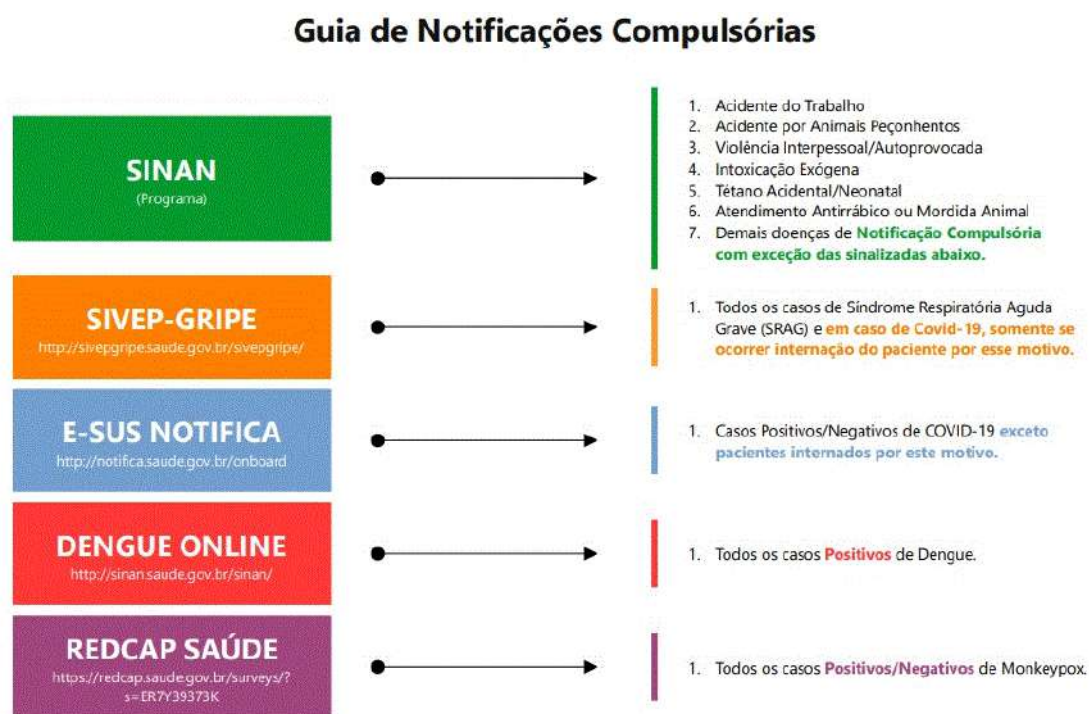 Guia de Notificações Compulsórias
SINAN
(Programa)
1. Acidente do Trabalho
2. Acidente por Animais Peçonhentos
3. Violência Interpessoal/Autoprovocada
4. Intoxicação Exógena
5. Tétano Acidental/Neonatal
6. Atendimento Antirrábico ou Mordida Animal
7. Demais doenças de Notificação Compulsória
com exceção das sinalizadas abaixo.
SIVEP-GRIPE
http://sivepgripe.saude.gov.br/sivepgripe/
1. Todos os casos de Síndrome Respiratória Aguda
Grave (SRAG) e em caso de Covid-19, somente se
ocorrer internação do paciente por esse motivo.
E-SUS NOTIFICA
http://notifica.saude.gov.br/onboard
1. Casos Positivos/Negativos de COVID-19 exceto
pacientes internados por este motivo.
DENGUE ONLINE
http://sinan.saude.gov.br/sinan/
1. Todos os casos Positivos de Dengue.
REDCAP SAÚDE
https://redcap.saude.gov.br/surveys/?
s=ER7Y39373K
1. Todos os casos Positivos/Negativos de Monkeypox.